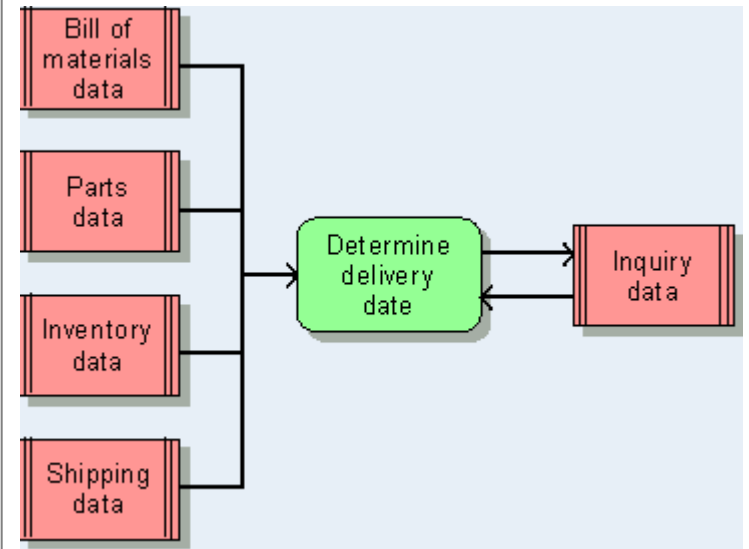 Bill of
materials
data
Parts
data
Inventory
data
Shipping
data
Determine
delivery
date
Inquiry
data